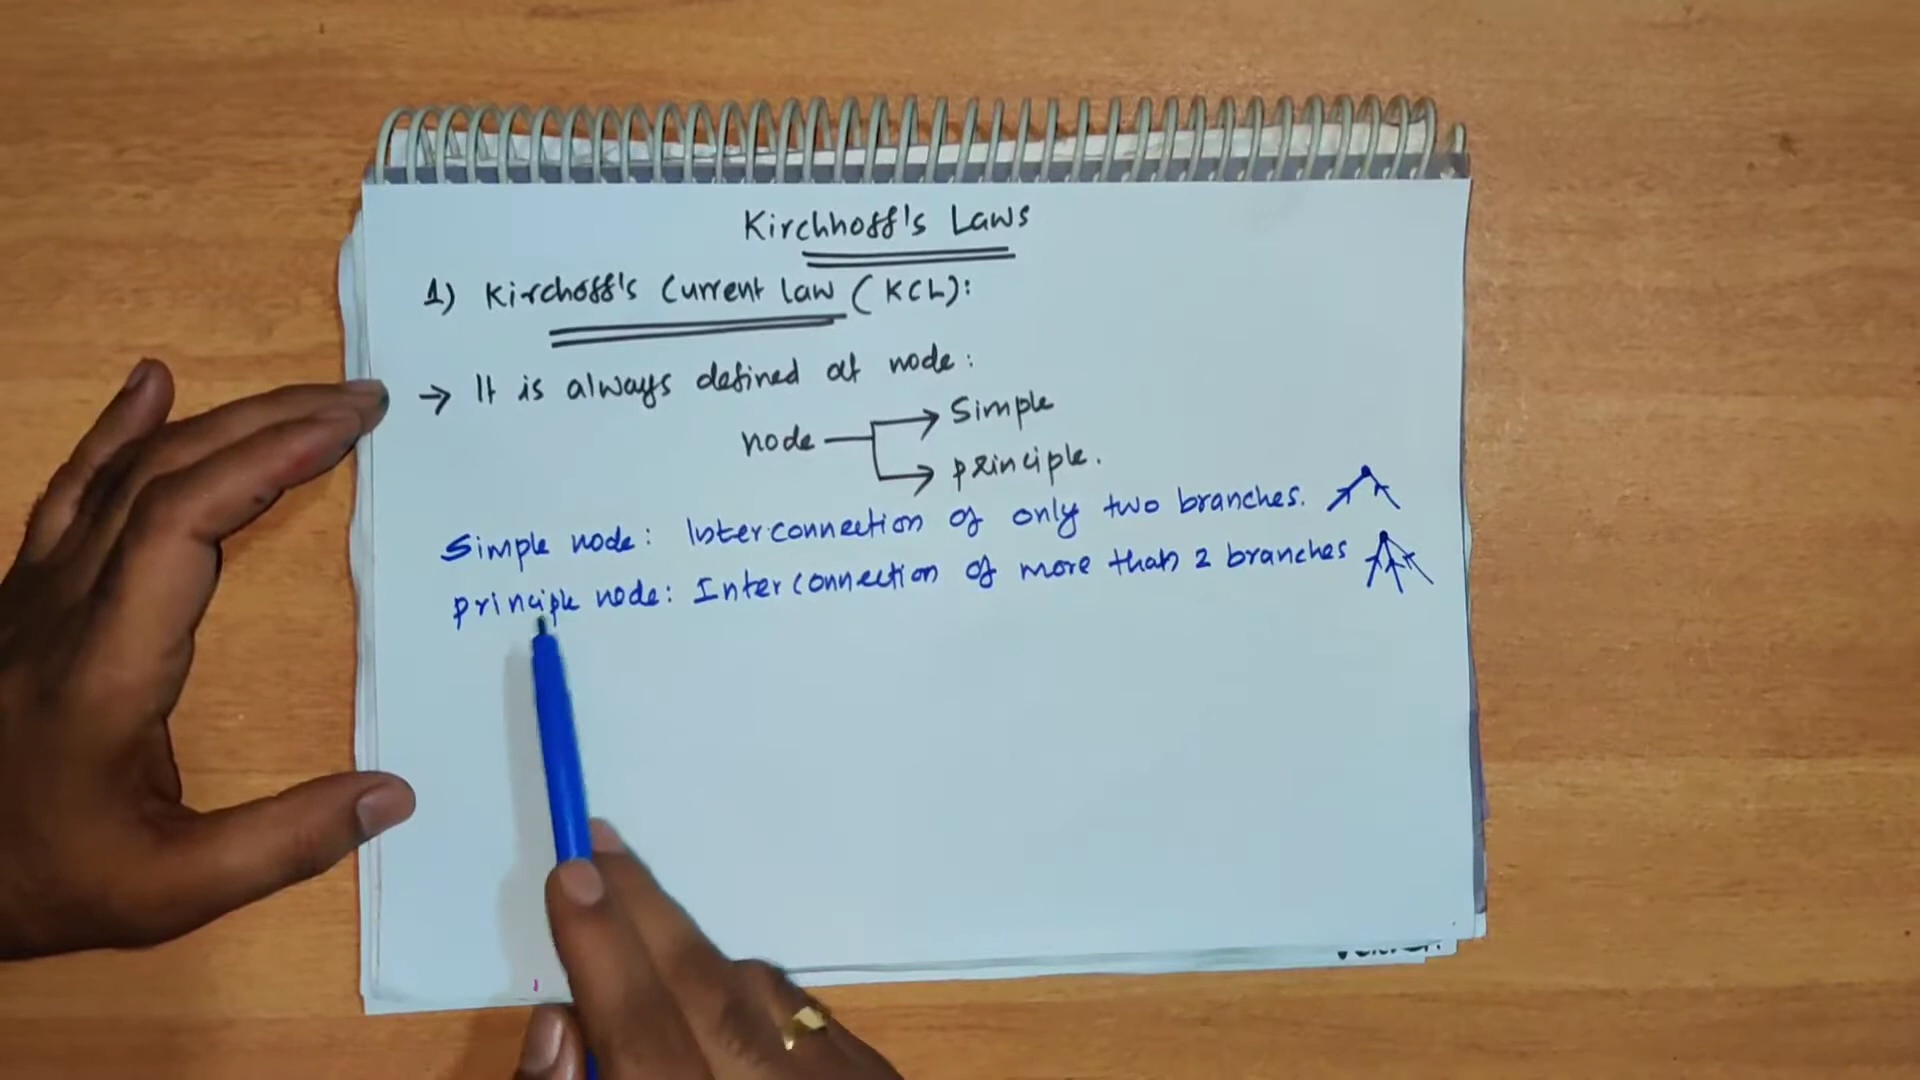 Kirchhoff's Laws
1) Kirchoff's Current law (KCL):
→ It is always defined at node:
Simple
node
principle.
Simple node: Interconnection of only two branches.
principle node: Interconnection of more than 2 branches